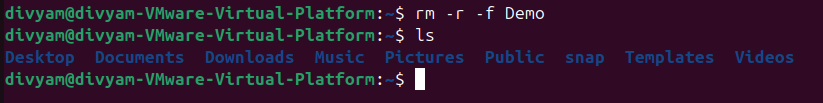 divyam@divyam-VMware-Virtual-Platform:~$ rm -r -f Demo
divyam@divyam-VMware-Virtual-Platform:~$ ls
Desktop  Documents  Downloads  Music  Pictures  Public  snap  Templates  Videos
divyam@divyam-VMware-Virtual-Platform:~$